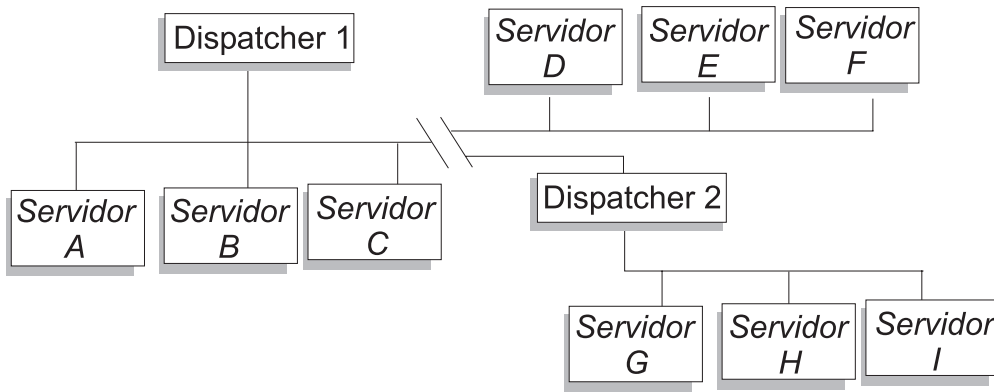 Dispatcher 1
Servidor
D
Servidor
E
Servidor
F
Servidor
A
Servidor
B
Servidor
C
Dispatcher 2
Servidor
G
Servidor
H
Servidor
I